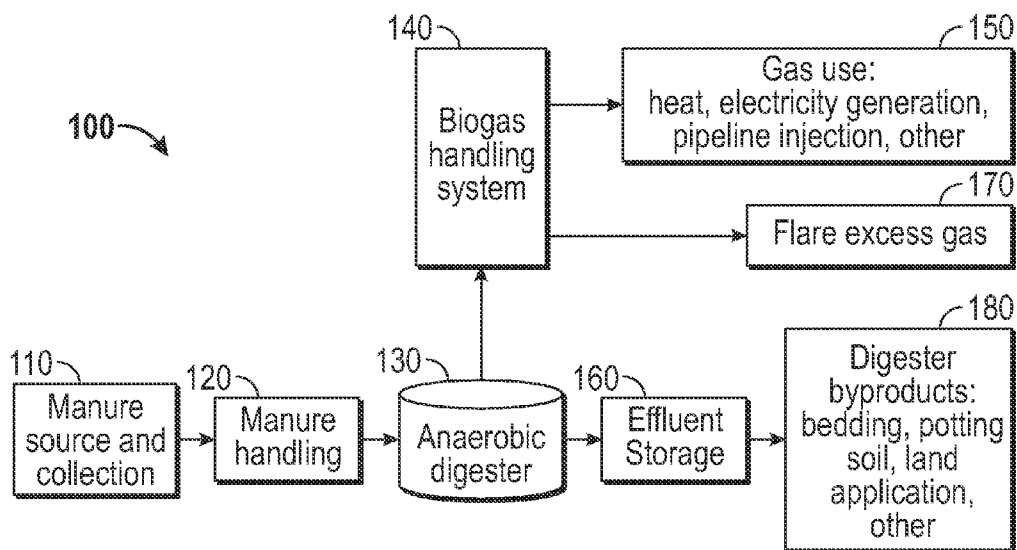 140
150
Gas use:
heat, electricity generation,
pipeline injection, other
100
Biogas
handling
system
170
Flare excess gas
180
110
120
130
160
Manure
source and
collection
Manure
handling
Anaerobic
digester
Effluent
Storage
Digester
byproducts:
bedding, potting
soil, land
application,
other